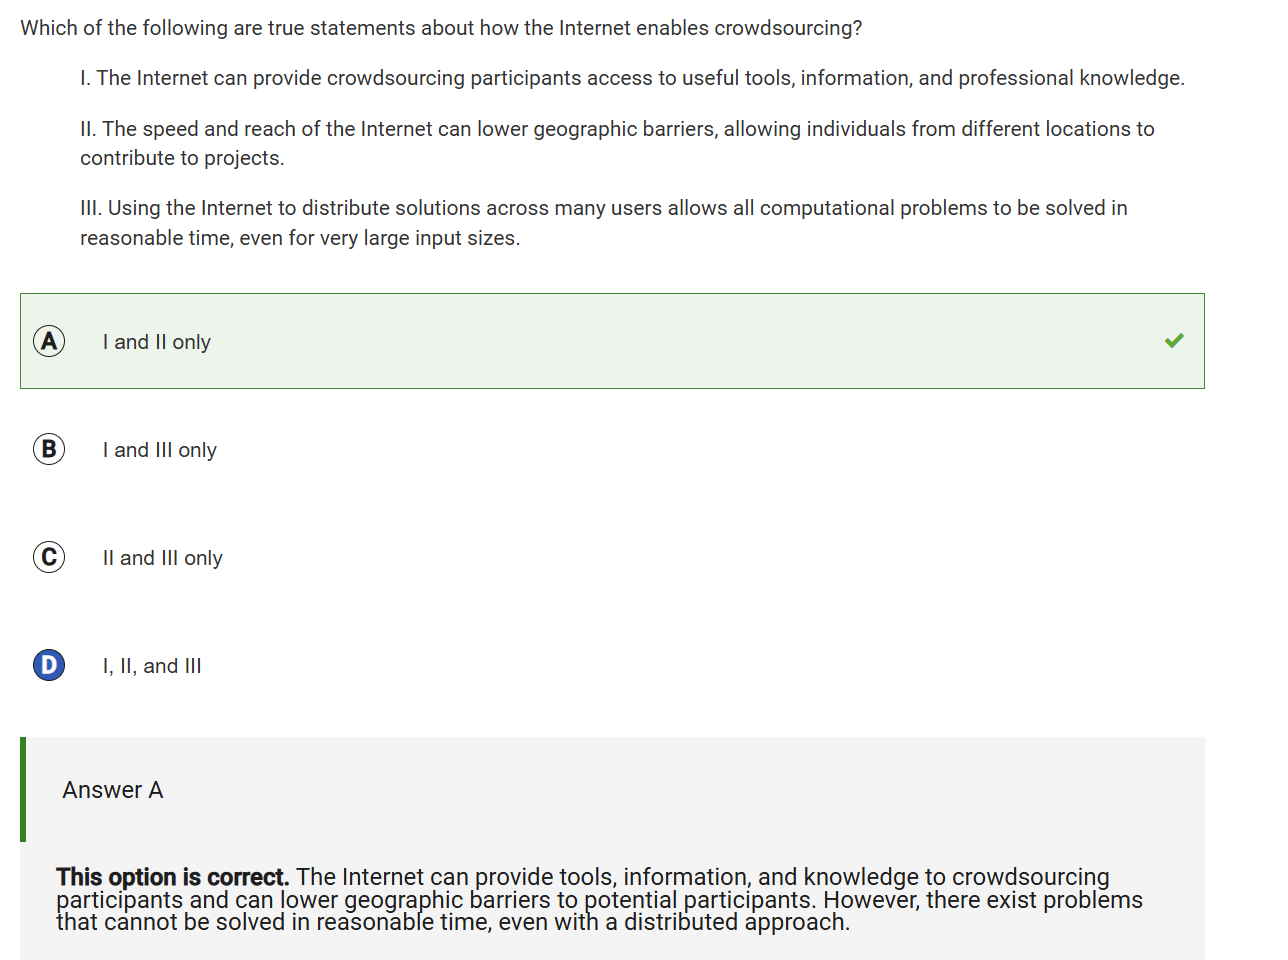 Which of the following are true statements about how the Internet enables crowdsourcing?
I. The Internet can provide crowdsourcing participants access to useful tools, information, and professional knowledge.
II. The speed and reach of the Internet can lower geographic barriers, allowing individuals from different locations to
contribute to projects.
III. Using the Internet to distribute solutions across many users allows all computational problems to be solved in
reasonable time, even for very large input sizes.
A I and II only
B I and III only
C II and III only
D I, II, and III
Answer A
This option is correct. The Internet can provide tools, information, and knowledge to crowdsourcing
participants and can lower geographic barriers to potential participants. However, there exist problems
that cannot be solved in reasonable time, even with a distributed approach.